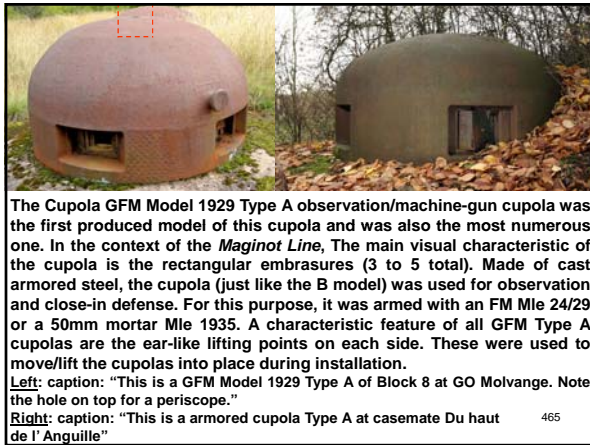 The Cupola GFM Model 1929 Type A observation/machine-gun cupola was
the first produced model of this cupola and was also the most numerous
one. In the context of the Maginot Line, The main visual characteristic of
the cupola is the rectangular embrasures (3 to 5 total). Made of cast
armored steel, the cupola (just like the B model) was used for observation
and close-in defense. For this purpose, it was armed with an FM Mle 24/29
or a 50mm mortar Mle 1935. A characteristic feature of all GFM Type A
cupolas are the ear-like lifting points on each side. These were used to
move/lift the cupolas into place during installation.
Left: caption: “This is a GFM Model 1929 Type A of Block 8 at GO Molvange. Note
the hole on top for a periscope.”
Right: caption: “This is a armored cupola Type A at casemate Du haut
de l’ Anguille”
465